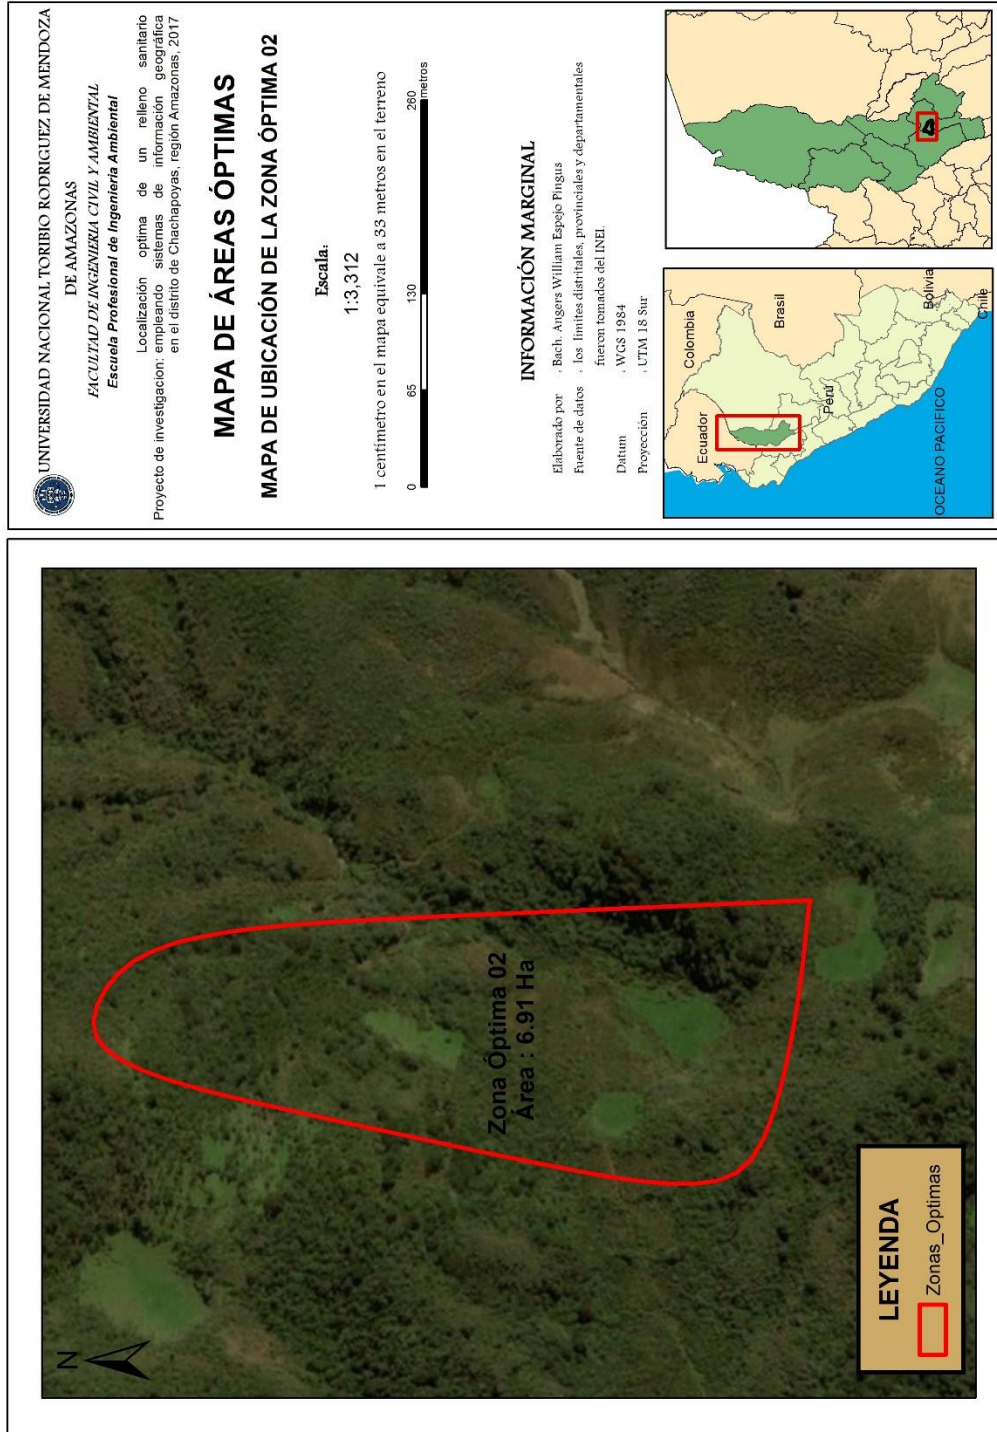 UNIVERSIDAD NACIONAL TORIBIO RODRIGUEZ DE MENDOZA
DE AMAZONAS
FACULTAD DE INGENIERIA CIVIL Y AMBIENTAL
Escuela Profesional de Ingenieria Ambiental
Proyecto de investigacion:
Localización optima de un relleno sanitario
empleando sistemas de información geográfica
en el distrito de Chachapoyas, región Amazonas, 2017
MAPA DE ÁREAS ÓPTIMAS
MAPA DE UBICACIÓN DE LA ZONA ÓPTIMA 02
Escala:
1:3,312
1 centímetro en el mapa equivale a 33 metros en el terreno
0 65 130 260
metros
INFORMACIÓN MARGINAL
Elaborado por . Bach. Angers William Espejo Pingus
Fuente de datos . los limites distritales, provinciales y departamentales
fueron tomados del INEI.
Datum . WGS 1984
Proyección . UTM 18 Sur
Ecuador
Colombia
Brasil
Perú
Bolivia
Chile
OCEANO PACIFICO
N
Zona Óptima 02
Área : 6.91 Ha
LEYENDA
Zonas_Optimas